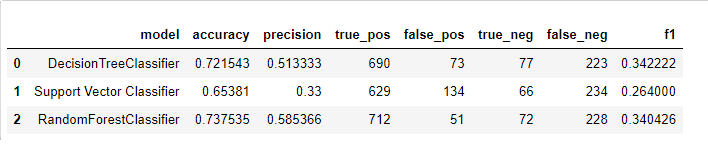 model accuracy precision true_pos false_pos true_neg false_neg f1
0 DecisionTreeClassifier 0.721543 0.513333 690 73 77 223 0.342222
1 Support Vector Classifier 0.65381 0.33 629 134 66 234 0.264000
2 RandomForestClassifier 0.737535 0.585366 712 51 72 228 0.340426